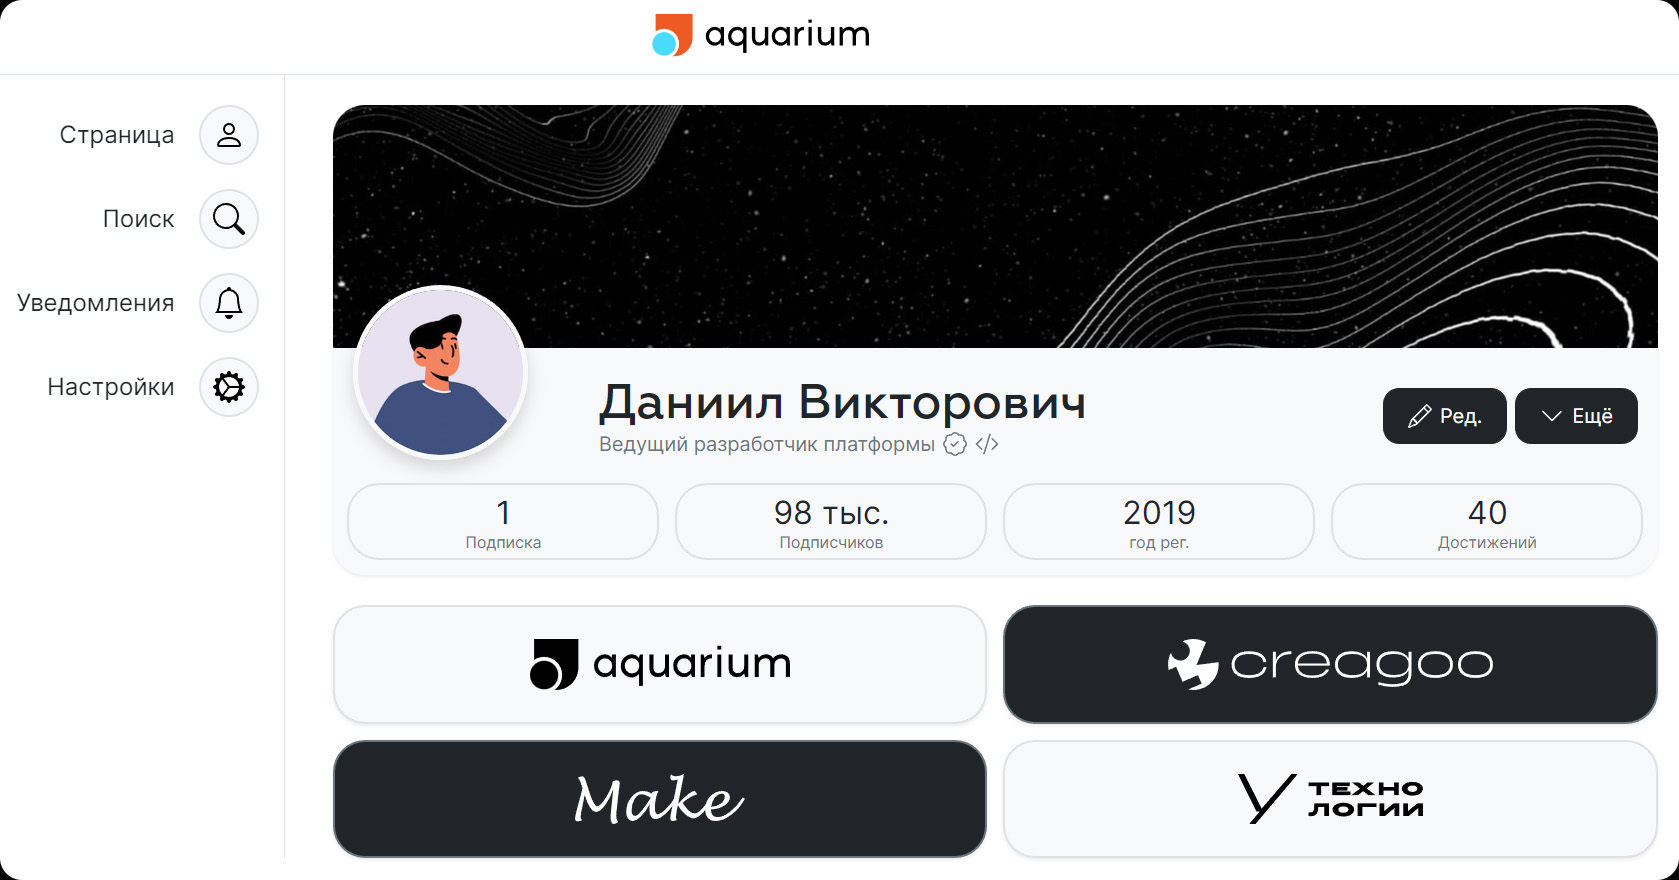 aquarium
Страница
Поиск
Уведомления
Настройки
Даниил Викторович
Ведущий разработчик платформы
Ред.
Ещё
1
Подписка
98 тыс.
Подписчиков
2019
год рег.
40
Достижений
aquarium
creagoo
Make
У ТЕХНО
ЛОГИИ